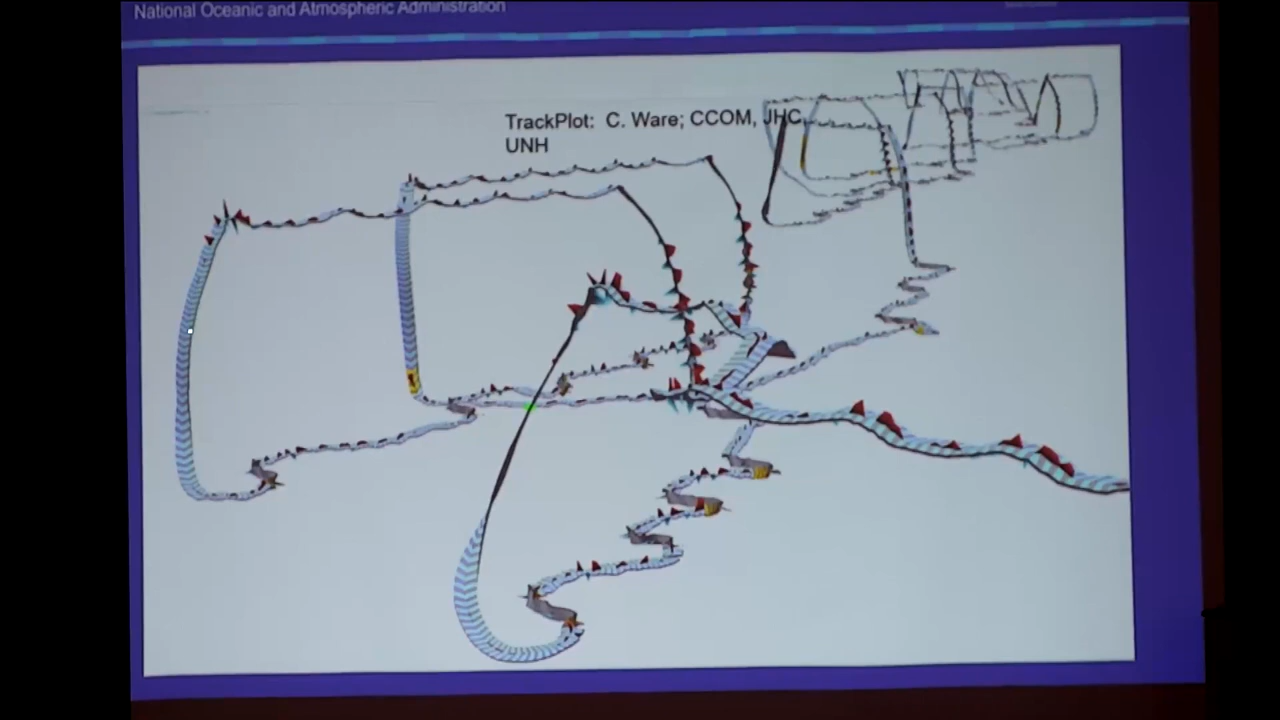 National Oceanic and Atmospheric Administration
TrackPlot: C. Ware; CCOM, JHC,
UNH